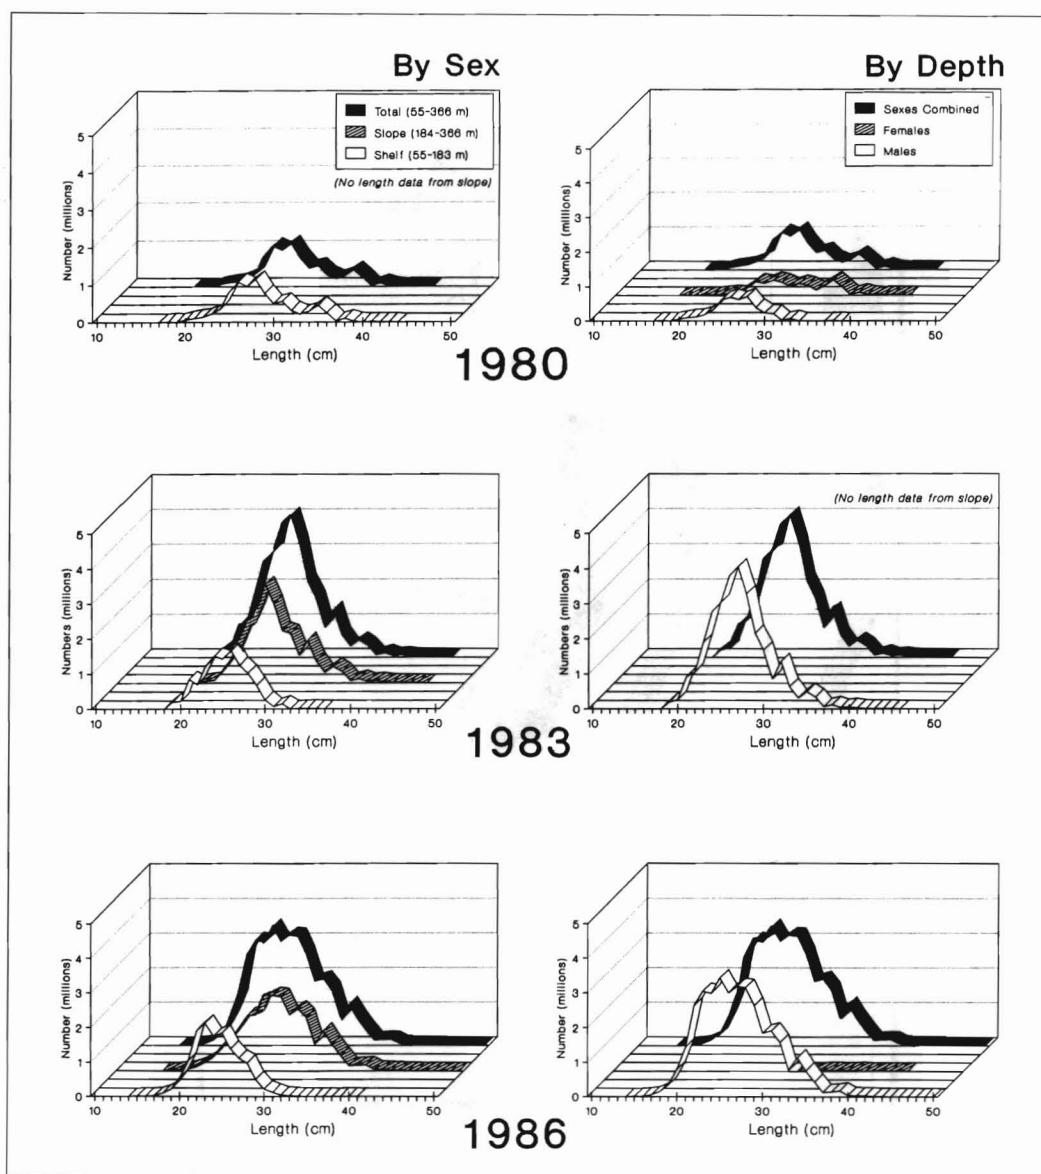 By Sex
Total (55-366 m)
Slope (184-366 m)
Shelf (55-183 m)
(No length data from slope)
Number (millions)
5
4
3
2
1
0
10 20 30 40 50
Length (cm)
By Depth
Sexes Combined
Females
Males
Number (millions)
5
4
3
2
1
0
10 20 30 40 50
Length (cm)
1980
Numbers (millions)
5
4
3
2
1
0
10 20 30 40 50
Length (cm)
(No length data from slope)
Numbers (millions)
5
4
3
2
1
0
10 20 30 40 50
Length (cm)
1983
Number (millions)
5
4
3
2
1
0
10 20 30 40 50
Length (cm)
Number (millions)
5
4
3
2
1
0
10 20 30 40 50
Length (cm)
1986